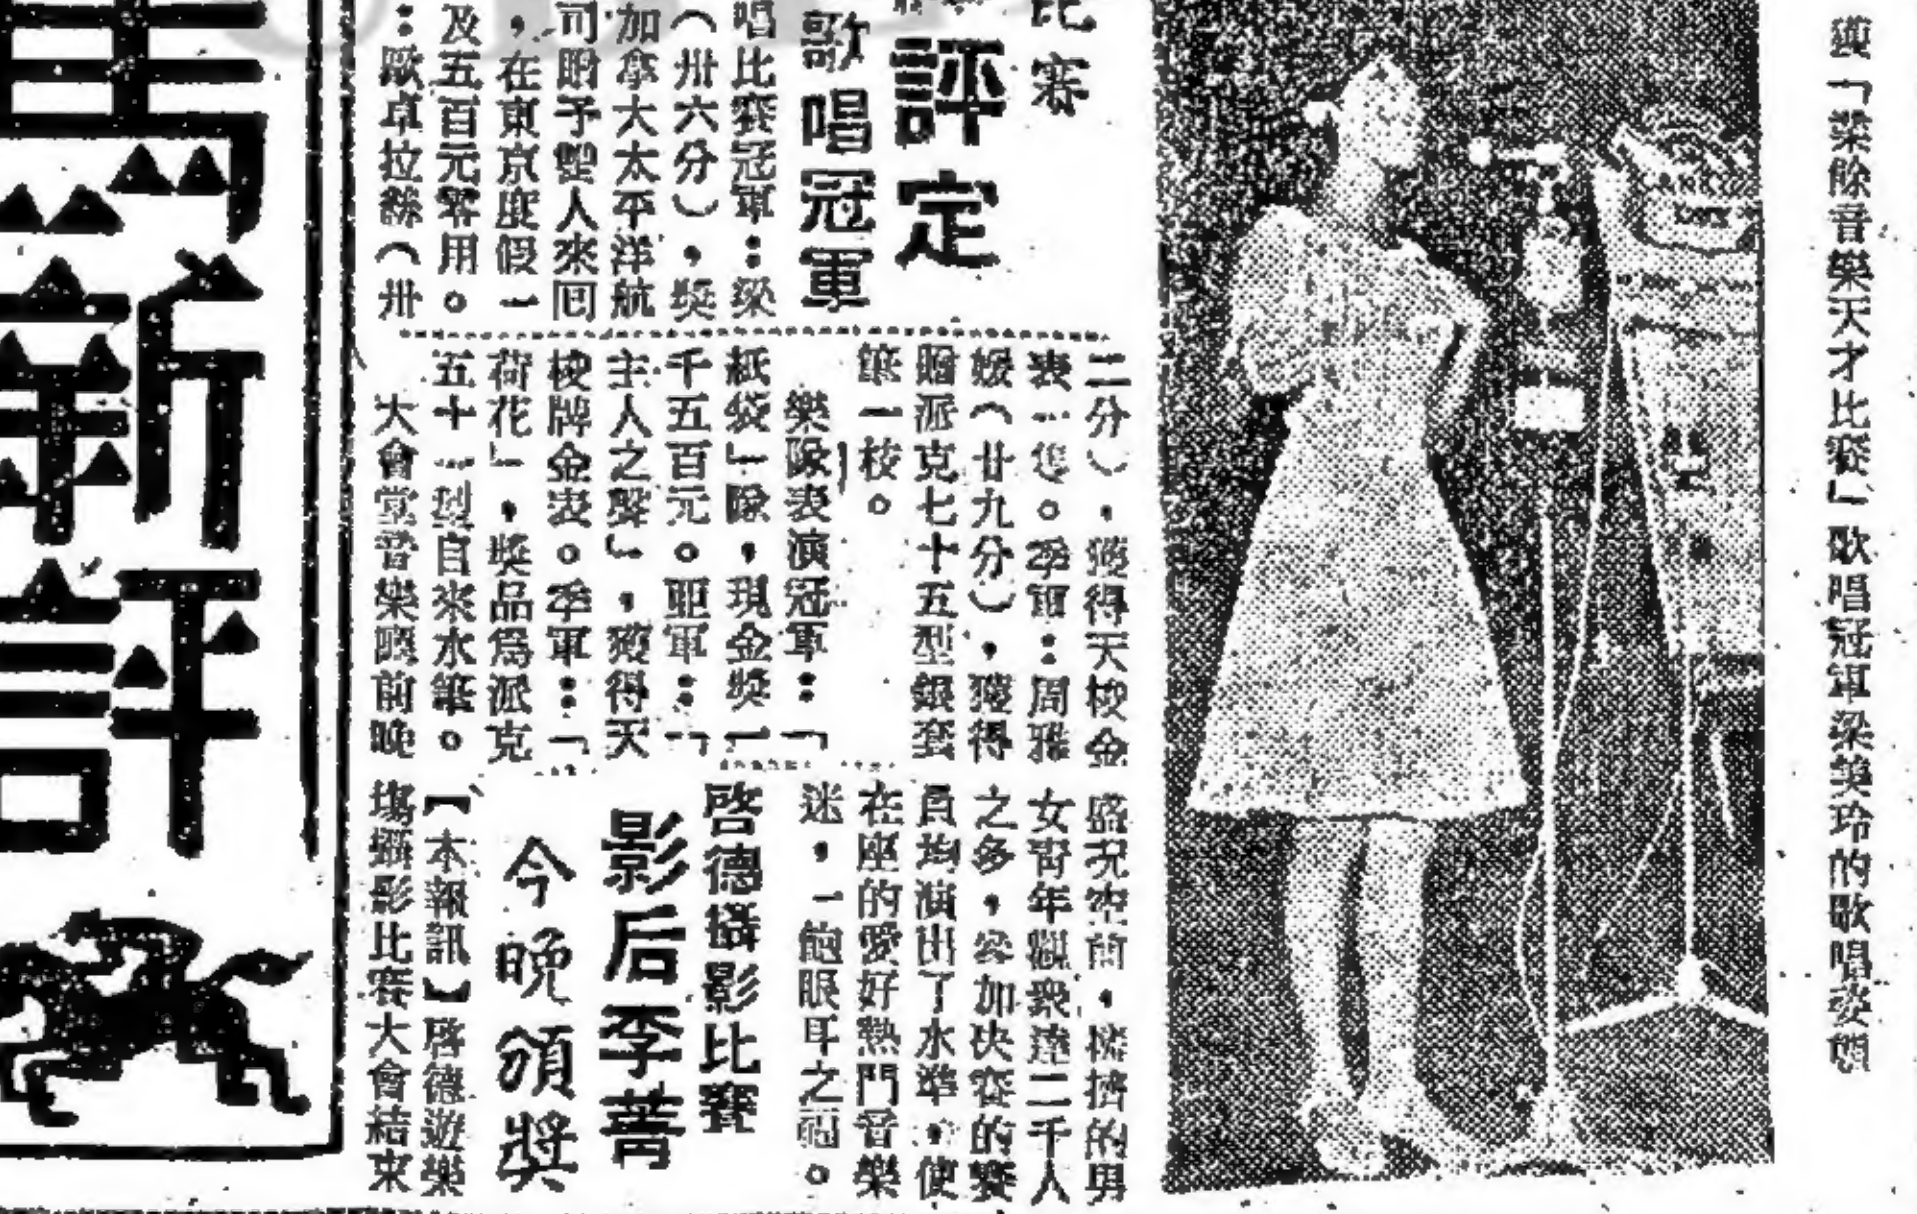 獲「業餘音樂天才比賽」歌唱冠軍梁美玲的歌唱姿態
比賽
評定
歌唱冠軍
唱比賽冠軍：梁
（卅六分），獎
加拿大太平洋航
司贈予雙人來回
，在東京度假一
及五百元零用。
：歐卓拉絲（卅
二分），獲得天梭金
表一隻。季軍：周雅
媛（廿九分），獲得
贈派克七十五型銀套
筆一枝。
樂隊表演冠軍：「
紙袋」隊，現金獎一
千五百元。亞軍：「
主人之聲」，獲得天
梭牌金表。季軍：「
荷花」，獎品為派克
五十一型自來水筆。
大會堂音樂廳前晚
盛況空前，擠擠的男
女青年觀衆達二千人
之多，參加決賽的樂
員均演出了水準，使
在座的愛好熱門音樂
迷，一飽眼耳之福。
啓德攝影比賽
影后李菁
今晚頒獎
【本報訊】啓德遊樂
塲攝影比賽大會結束
馬新評